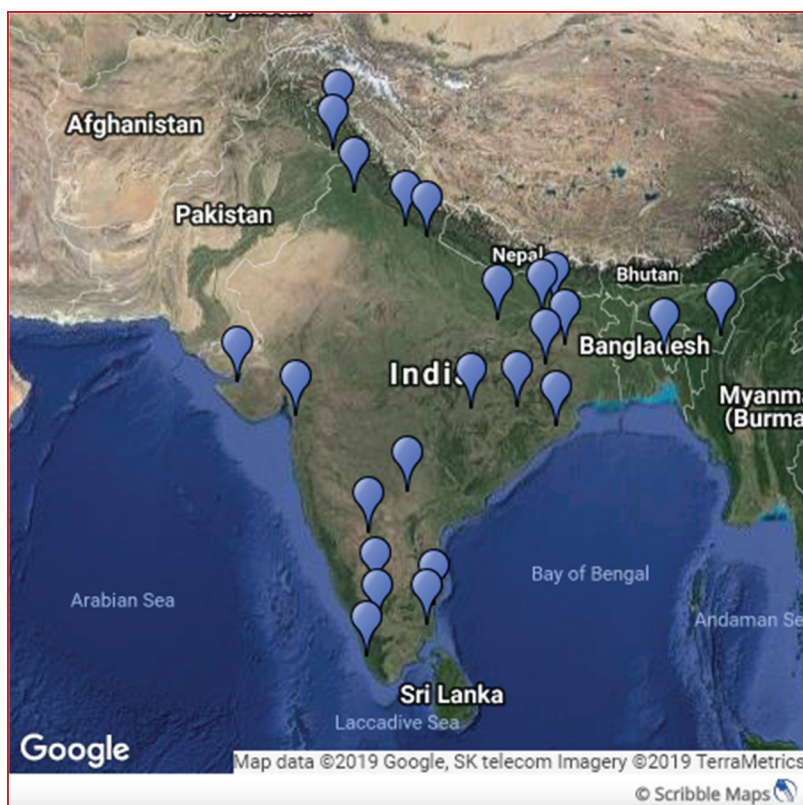 Afghanistan
Pakistan
Nepal
Bhutan
India
Bangladesh
Myanm
(Burma
Bay of Bengal
Arabian Sea
Andaman Se
Sri Lanka
Laccadive Sea
Google
Map data ©2019 Google, SK telecom Imagery ©2019 TerraMetrics
© Scribble Maps